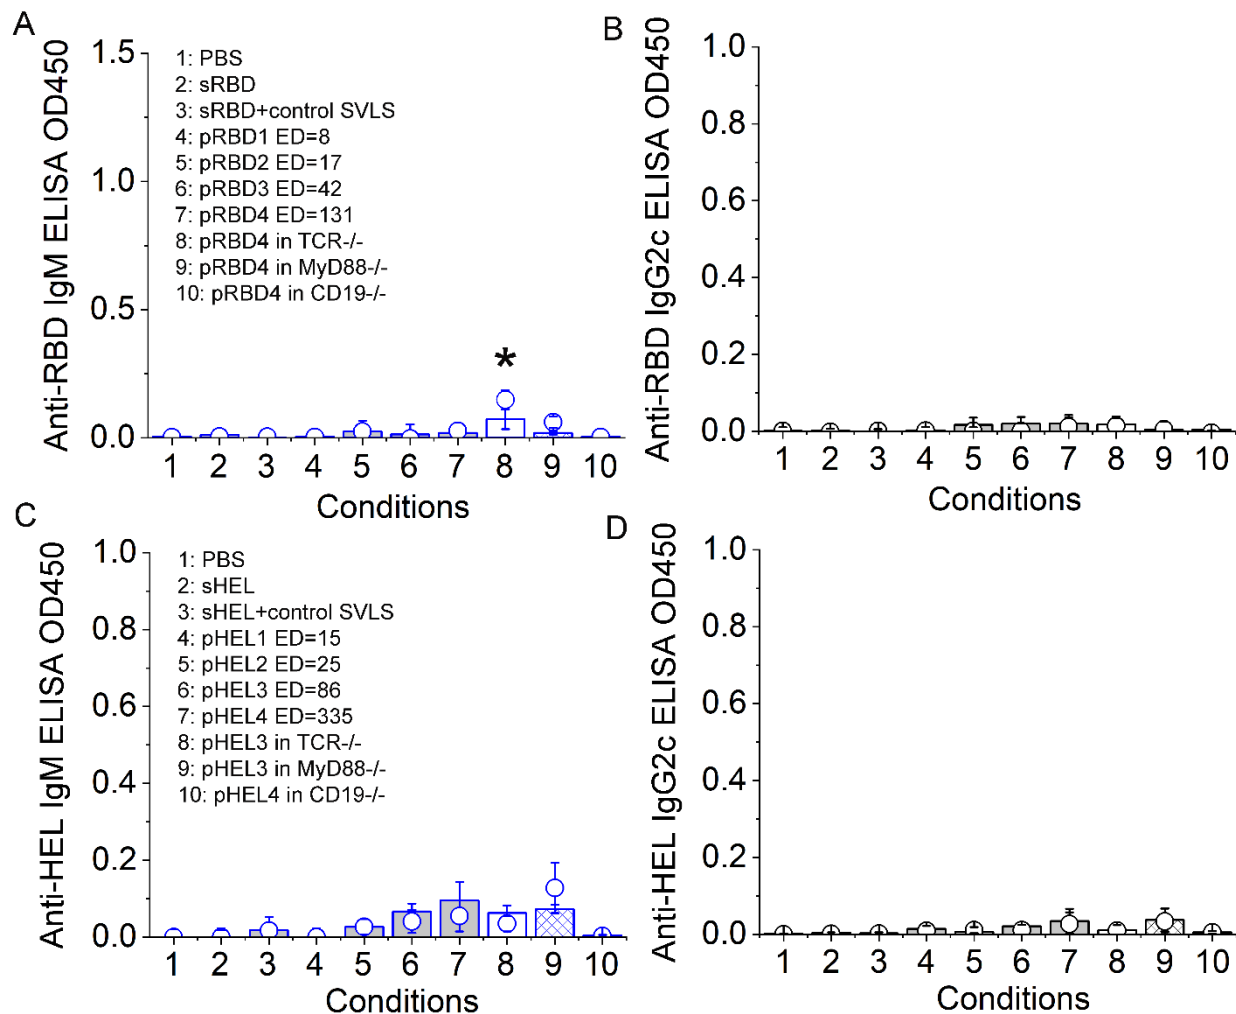 A
Anti-RBD IgM ELISA OD450
1.5
1.0
0.5
0.0
1: PBS
2: sRBD
3: sRBD+control SVLS
4: pRBD1 ED=8
5: pRBD2 ED=17
6: pRBD3 ED=42
7: pRBD4 ED=131
8: pRBD4 in TCR-/-
9: pRBD4 in MyD88-/-
10: pRBD4 in CD19-/-
*
1 2 3 4 5 6 7 8 9 10
Conditions
B
Anti-RBD IgG2c ELISA OD450
1.0
0.8
0.6
0.4
0.2
0.0
1 2 3 4 5 6 7 8 9 10
Conditions
C
Anti-HEL IgM ELISA OD450
1.0
0.8
0.6
0.4
0.2
0.0
1: PBS
2: sHEL
3: sHEL+control SVLS
4: pHEL1 ED=15
5: pHEL2 ED=25
6: pHEL3 ED=86
7: pHEL4 ED=335
8: pHEL3 in TCR-/-
9: pHEL3 in MyD88-/-
10: pHEL4 in CD19-/-
1 2 3 4 5 6 7 8 9 10
Conditions
D
Anti-HEL IgG2c ELISA OD450
1.0
0.8
0.6
0.4
0.2
0.0
1 2 3 4 5 6 7 8 9 10
Conditions